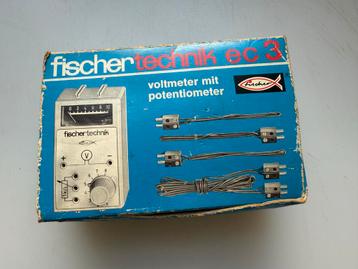 fischertechnik ec 3
voltmeter mit
potentiometer
fischer
fischertechnik
V